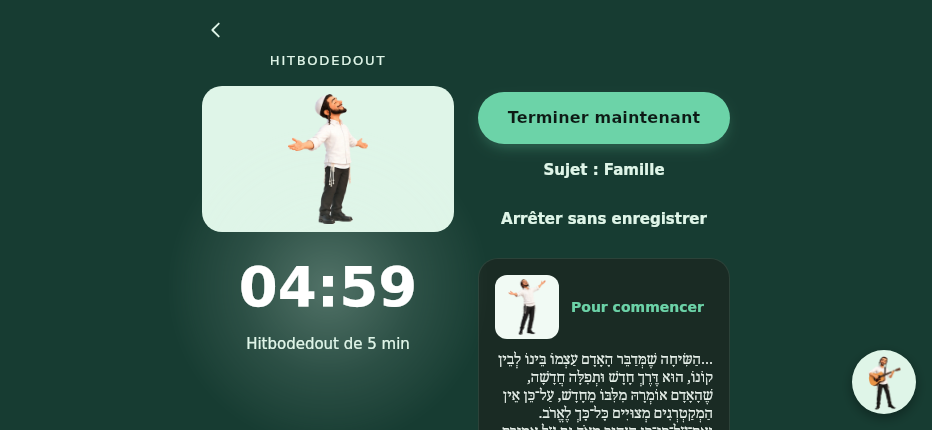 HITBODEDOUT
04:59
Hitbodedout de 5 min
Terminer maintenant
Sujet : Famille
Arrêter sans enregistrer
Pour commencer
...הַשִּׂיחָה שֶׁמְּדַבֵּר הָאָדָם עַצְמוֹ בֵּינוֹ לְבֵין
קוֹנוֹ, הוּא דֶּרֶךְ חָדָשׁ וּתְפִלָּה חֲדָשָׁה,
שֶׁהָאָדָם אוֹמְרָהּ מִלִּבּוֹ מֵחָדָשׁ, עַל־כֵּן אֵין
הַמְקַטְרְגִים מְצוּיִים כָּל־כָּךְ לֶאֱרֹב.